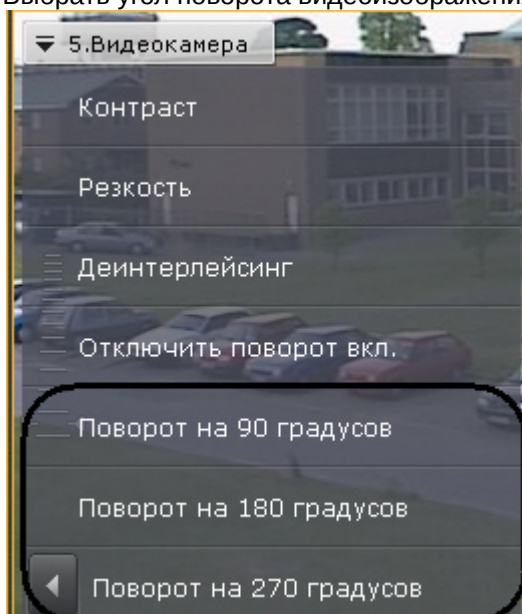 Выбрать угол поворота видеоизображения
5.Видеокамера
Контраст
Резкость
Деинтерлейсинг
Отключить поворот вкл.
Поворот на 90 градусов
Поворот на 180 градусов
Поворот на 270 градусов